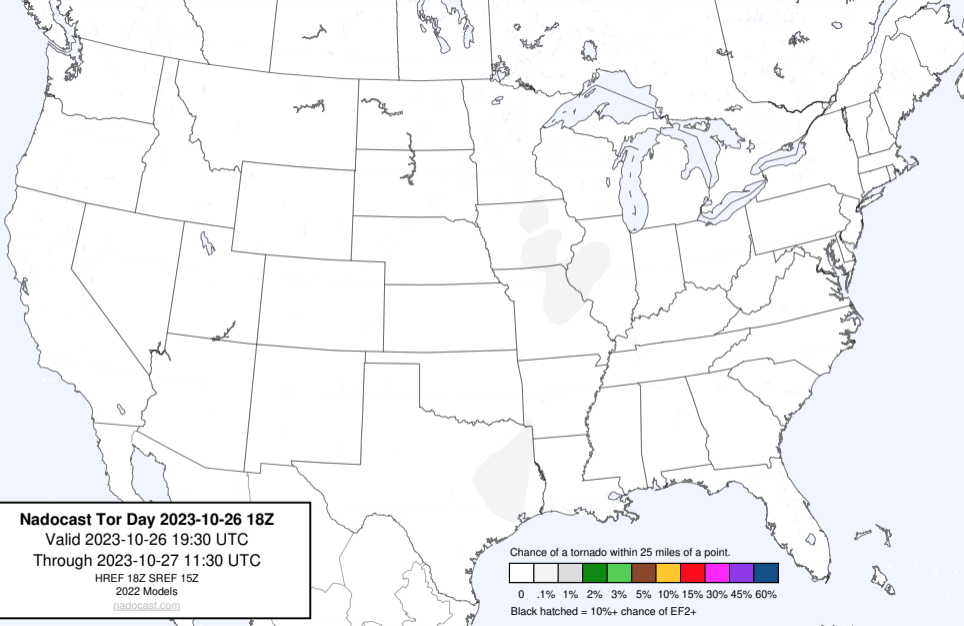 Nadocast Tor Day 2023-10-26 18Z
Valid 2023-10-26 19:30 UTC
Through 2023-10-27 11:30 UTC
HREF 18Z SREF 15Z
2022 Models
nadocast.com
Chance of a tornado within 25 miles of a point.
0 .1% 1% 2% 3% 5% 10% 15% 30% 45% 60%
Black hatched = 10%+ chance of EF2+